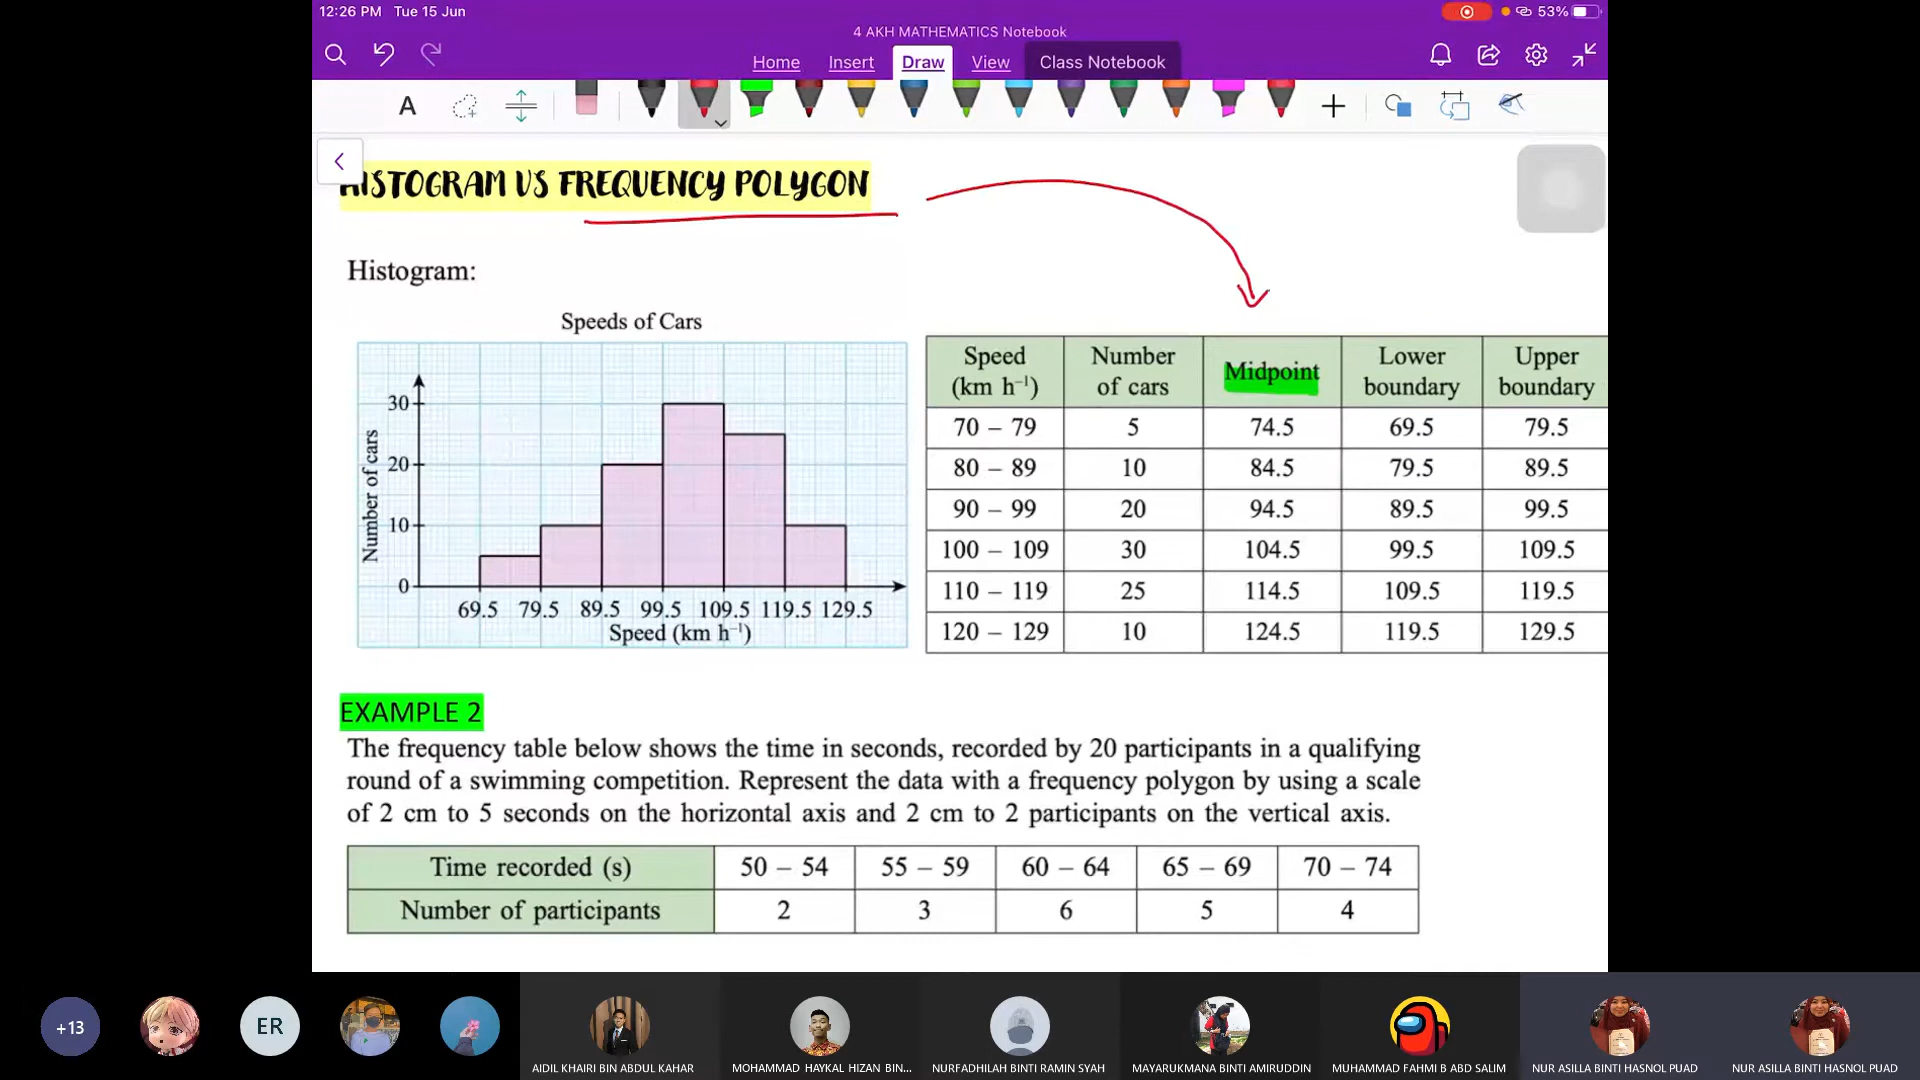 12:26 PM Tue 15 Jun
53%
4 AKH MATHEMATICS Notebook
Home Insert Draw View Class Notebook
A
HISTOGRAM VS FREQUENCY POLYGON
Histogram:
Speeds of Cars
Number of cars
30
20
10
0
69.5 79.5 89.5 99.5 109.5 119.5 129.5
Speed (km h⁻¹)
Speed (km h⁻¹) Number of cars Midpoint Lower boundary Upper boundary
70 – 79 5 74.5 69.5 79.5
80 – 89 10 84.5 79.5 89.5
90 – 99 20 94.5 89.5 99.5
100 – 109 30 104.5 99.5 109.5
110 – 119 25 114.5 109.5 119.5
120 – 129 10 124.5 119.5 129.5
EXAMPLE 2
The frequency table below shows the time in seconds, recorded by 20 participants in a qualifying
round of a swimming competition. Represent the data with a frequency polygon by using a scale
of 2 cm to 5 seconds on the horizontal axis and 2 cm to 2 participants on the vertical axis.
Time recorded (s) 50 – 54 55 – 59 60 – 64 65 – 69 70 – 74
Number of participants 2 3 6 5 4
+13
ER
AIDIL KHAIRI BIN ABDUL KAHAR
MOHAMMAD HAYKAL HIZAN BIN...
NURFADHILAH BINTI RAMIN SYAH
MAYARUKMANA BINTI AMIRUDDIN
MUHAMMAD FAHMI B ABD SALIM
NUR ASILLA BINTI HASNOL PUAD
NUR ASILLA BINTI HASNOL PUAD